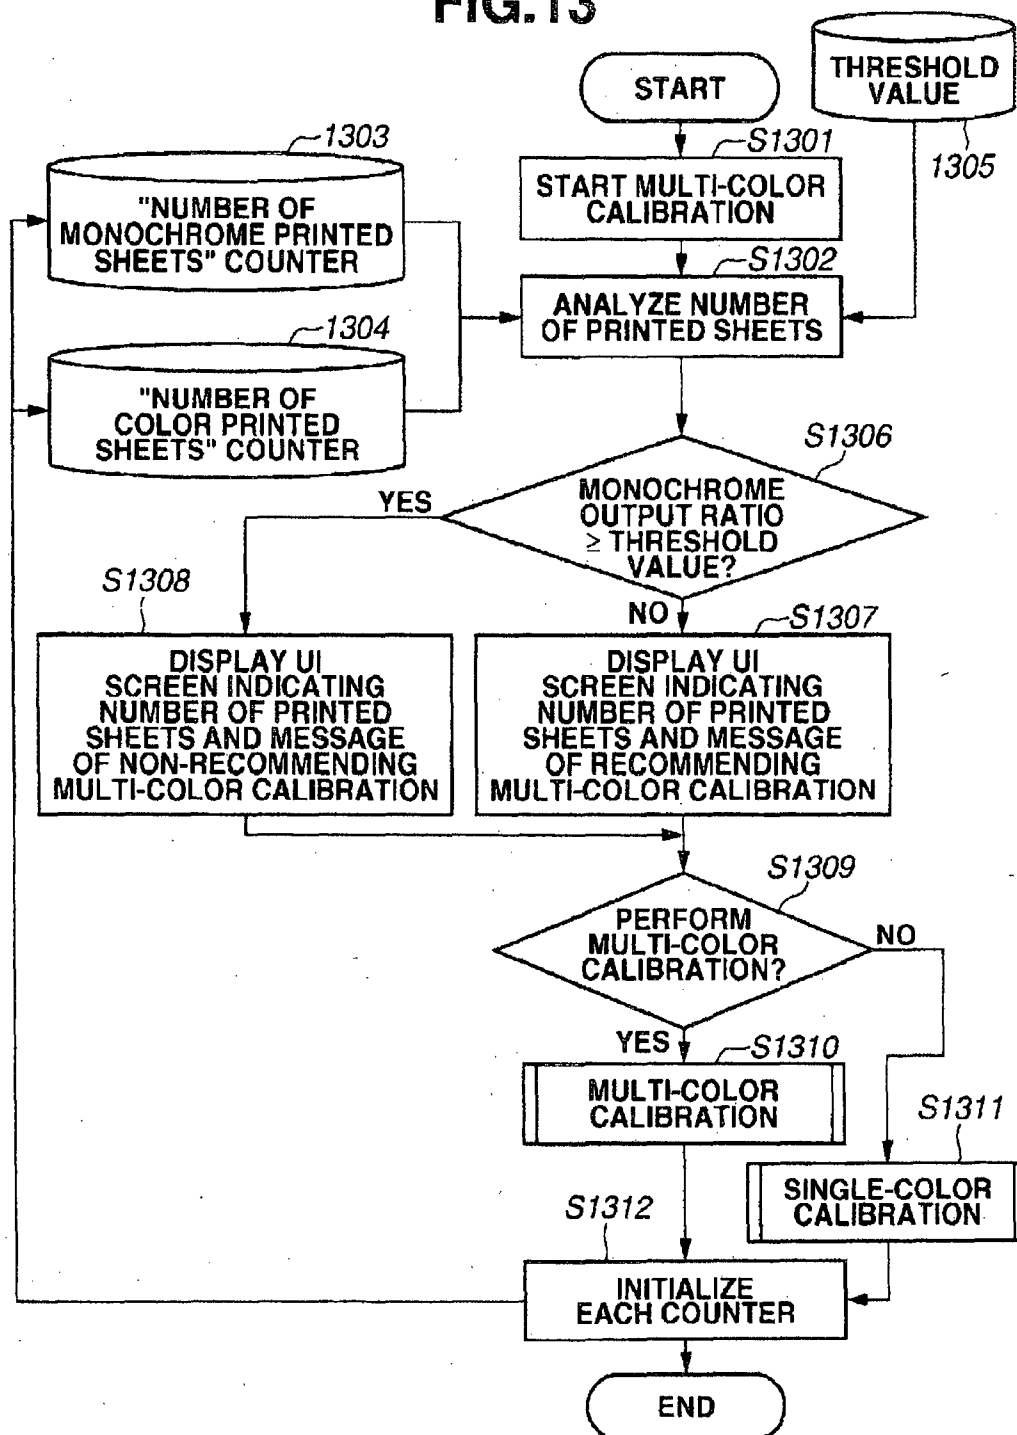 FIG.13
THRESHOLD
VALUE
START
1303
S1301
1305
"NUMBER OF
MONOCHROME PRINTED
SHEETS" COUNTER
START MULTI-COLOR
CALIBRATION
S1302
ANALYZE NUMBER
OF PRINTED SHEETS
1304
"NUMBER OF
COLOR PRINTED
SHEETS" COUNTER
S1306
YES
MONOCHROME
OUTPUT RATIO
≥ THRESHOLD
VALUE?
S1308
NO
S1307
DISPLAY UI
SCREEN INDICATING
NUMBER OF PRINTED
SHEETS AND MESSAGE
OF NON-RECOMMENDING
MULTI-COLOR CALIBRATION
DISPLAY UI
SCREEN INDICATING
NUMBER OF PRINTED
SHEETS AND MESSAGE
OF RECOMMENDING
MULTI-COLOR CALIBRATION
S1309
PERFORM
MULTI-COLOR
CALIBRATION?
NO
YES
S1310
MULTI-COLOR
CALIBRATION
S1311
SINGLE-COLOR
CALIBRATION
S1312
INITIALIZE
EACH COUNTER
END